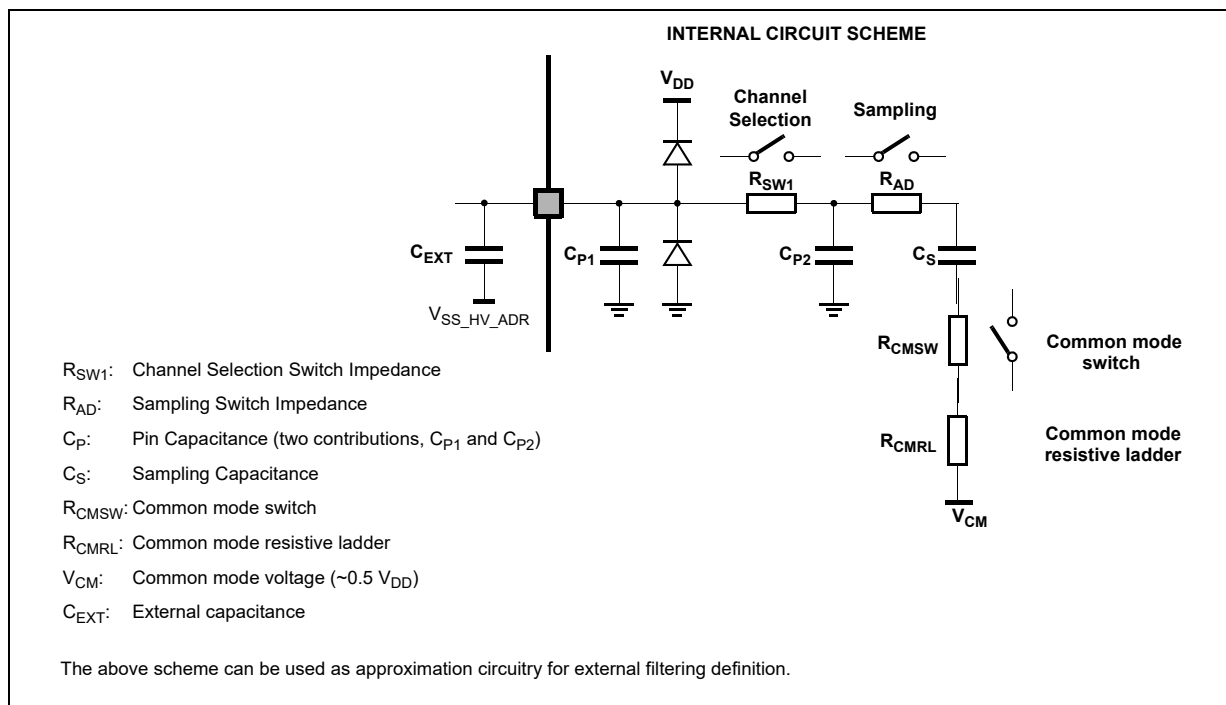 INTERNAL CIRCUIT SCHEME
VDD
Channel
Selection
Sampling
RSW1
RAD
CEXT
CP1
CP2
CS
VSS_HV_ADR
RCMSW
Common mode
switch
RCMRL
Common mode
resistive ladder
VCM
RSW1: Channel Selection Switch Impedance
RAD: Sampling Switch Impedance
CP: Pin Capacitance (two contributions, CP1 and CP2)
CS: Sampling Capacitance
RCMSW: Common mode switch
RCMRL: Common mode resistive ladder
VCM: Common mode voltage (~0.5 VDD)
CEXT: External capacitance
The above scheme can be used as approximation circuitry for external filtering definition.